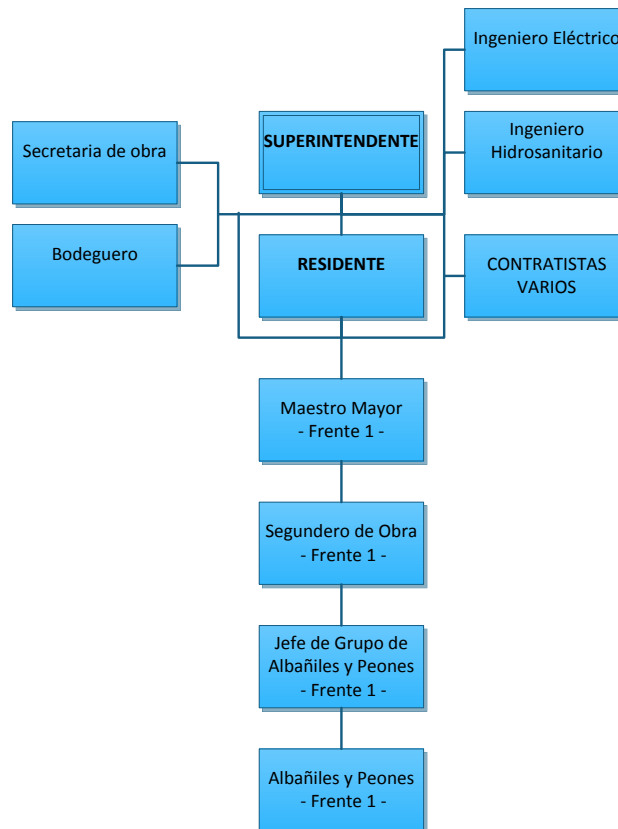 Ingeniero Eléctrico
SUPERINTENDENTE
Ingeniero
Hidrosanitario
Secretaria de obra
Bodeguero
RESIDENTE
CONTRATISTAS
VARIOS
Maestro Mayor
- Frente 1 -
Segundero de Obra
- Frente 1 -
Jefe de Grupo de
Albañiles y Peones
- Frente 1 -
Albañiles y Peones
- Frente 1 -